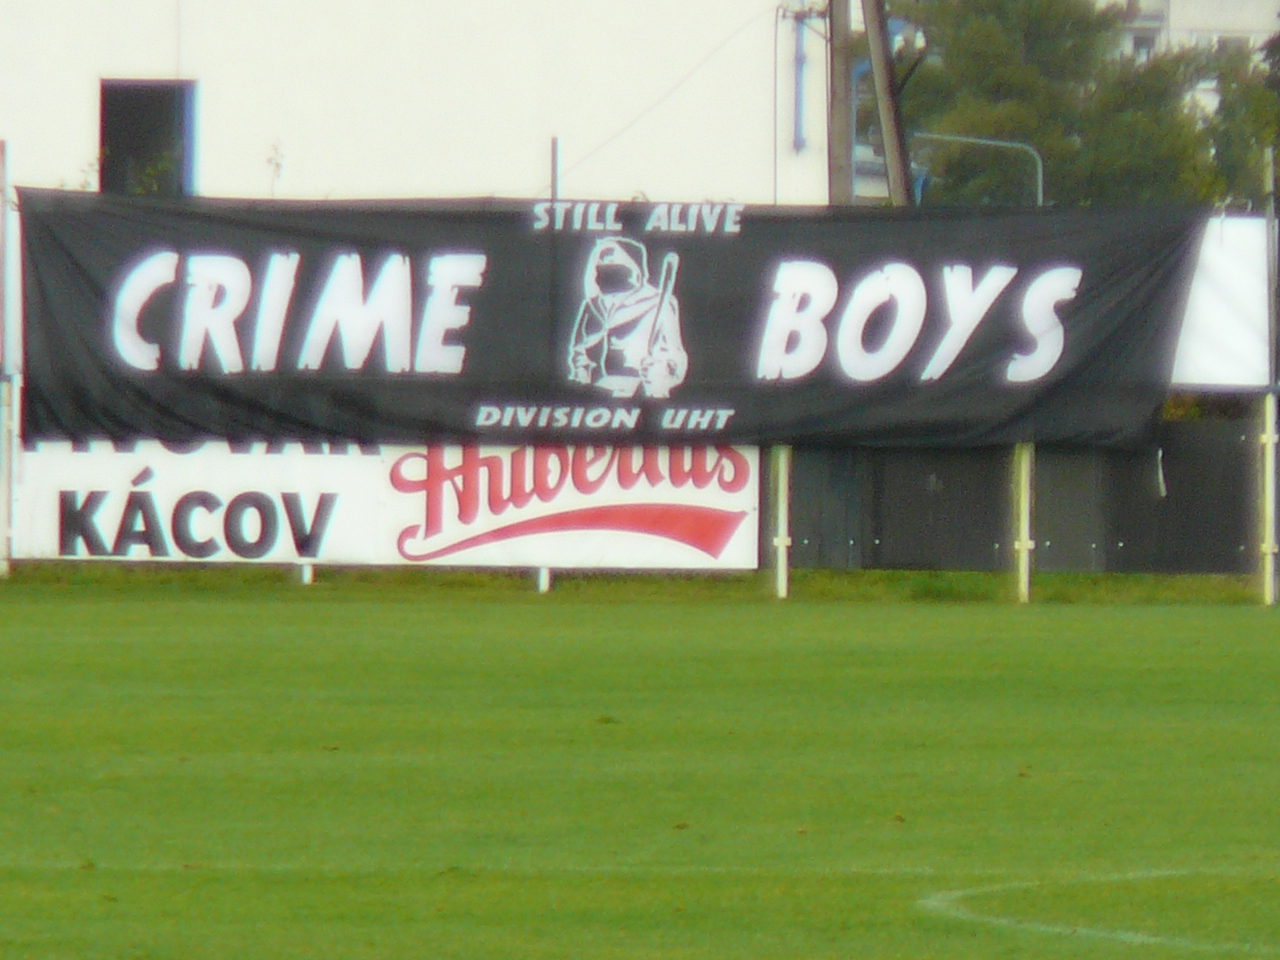 STILL ALIVE
CRIME BOYS
DIVISION UHT
Hubertus
KÁCOV